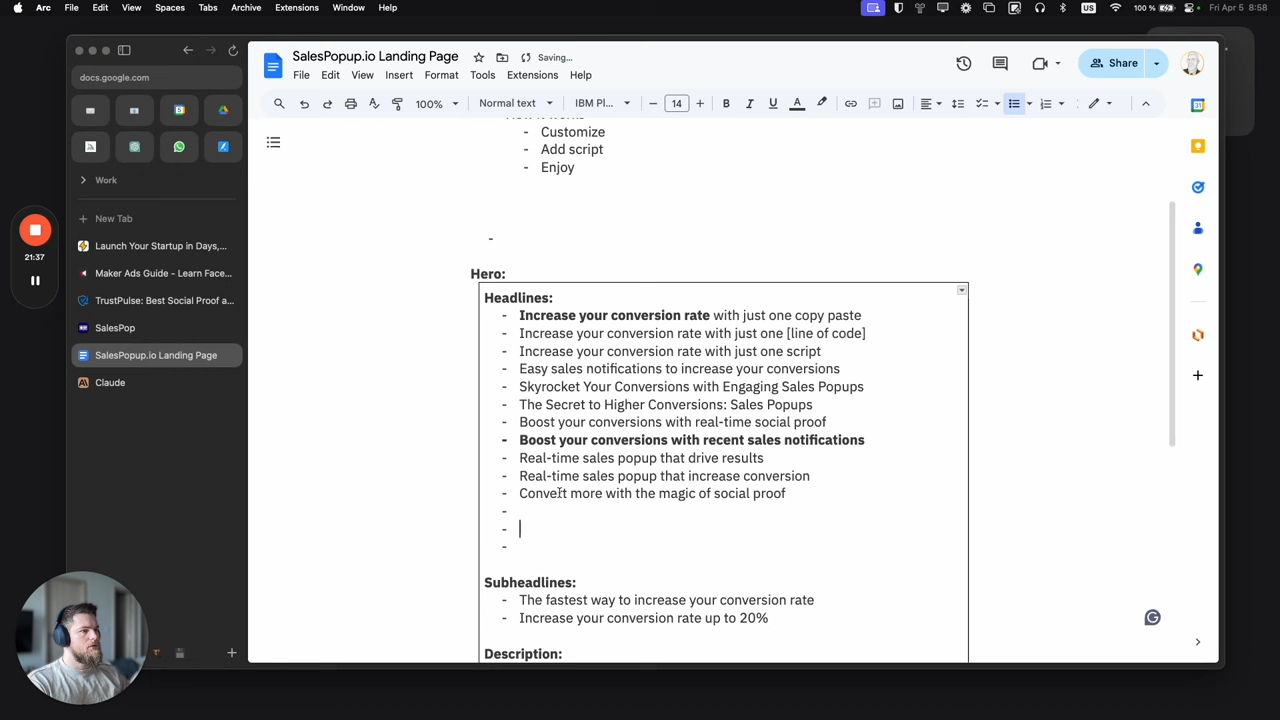 Arc File Edit View Spaces Tabs Archive Extensions Window Help
US 100 % Fri Apr 5 8:58
docs.google.com
Work
New Tab
Launch Your Startup in Days,...
Maker Ads Guide - Learn Face...
TrustPulse: Best Social Proof a...
SalesPop
SalesPopup.io Landing Page
Claude
21:37
SalesPopup.io Landing Page
Saving...
File Edit View Insert Format Tools Extensions Help
Share
100% Normal text IBM Pl... 14 B I U A
- Customize
- Add script
- Enjoy
-
Hero:
Headlines:
- Increase your conversion rate with just one copy paste
- Increase your conversion rate with just one [line of code]
- Increase your conversion rate with just one script
- Easy sales notifications to increase your conversions
- Skyrocket Your Conversions with Engaging Sales Popups
- The Secret to Higher Conversions: Sales Popups
- Boost your conversions with real-time social proof
- Boost your conversions with recent sales notifications
- Real-time sales popup that drive results
- Real-time sales popup that increase conversion
- Convert more with the magic of social proof
-
-
-
Subheadlines:
- The fastest way to increase your conversion rate
- Increase your conversion rate up to 20%
Description: